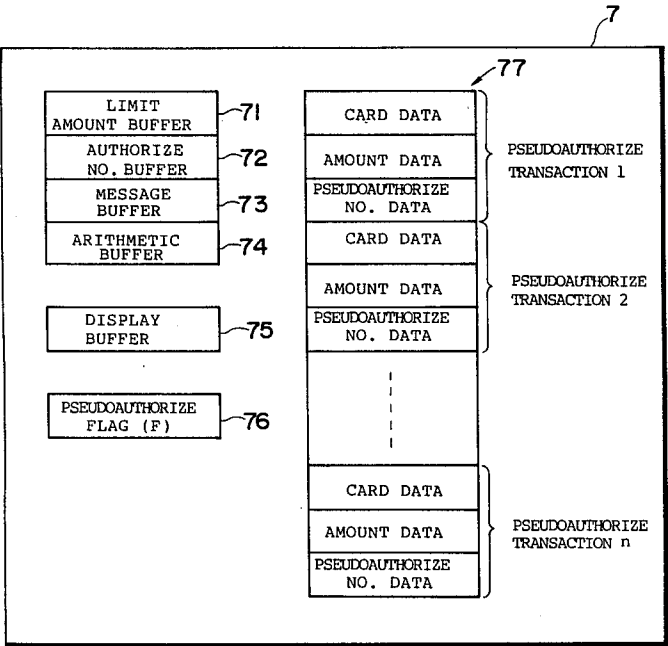 7
77
LIMIT
AMOUNT BUFFER
71
AUTHORIZE
NO. BUFFER
72
MESSAGE
BUFFER
73
ARITHMETIC
BUFFER
74
DISPLAY
BUFFER
75
PSEUDOAUTHORIZE
FLAG (F)
76
CARD DATA
AMOUNT DATA
PSEUDOAUTHORIZE
NO. DATA
PSEUDOAUTHORIZE
TRANSACTION 1
CARD DATA
AMOUNT DATA
PSEUDOAUTHORIZE
NO. DATA
PSEUDOAUTHORIZE
TRANSACTION 2
CARD DATA
AMOUNT DATA
PSEUDOAUTHORIZE
NO. DATA
PSEUDOAUTHORIZE
TRANSACTION n